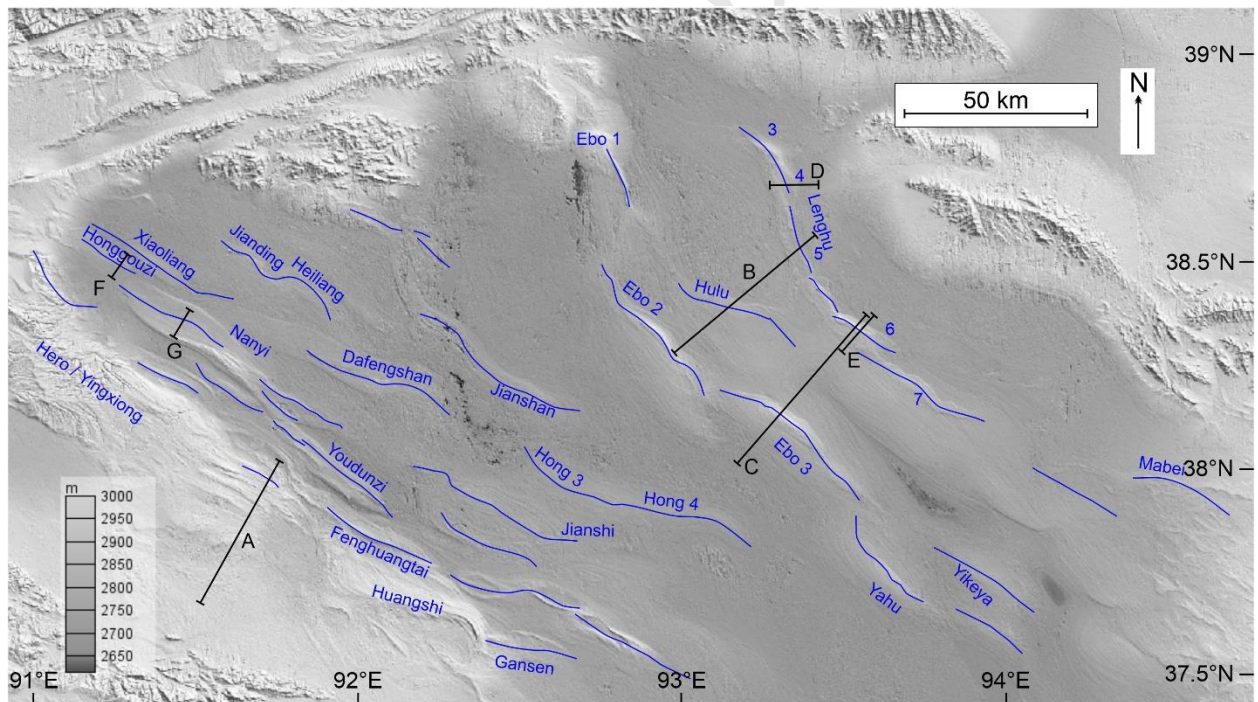 39°N
50 km
N
Ebo 1
3
4
D
Lenghu
5
Xiaoliang
Honggouzi
F
Jianding
Heiliang
38.5°N
B
Hulu
Ebo 2
6
E
G
Nanyi
Hero / Yingxiong
Dafengshan
Jianshan
7
C
Ebo 3
Youdunzi
Hong 3
Hong 4
38°N
Mabei
m
3000
2950
2900
2850
2800
2750
2700
2650
A
Jianshi
Fenghuangtai
Huangshi
Yahu
Yikeya
Gansen
37.5°N
91°E
92°E
93°E
94°E